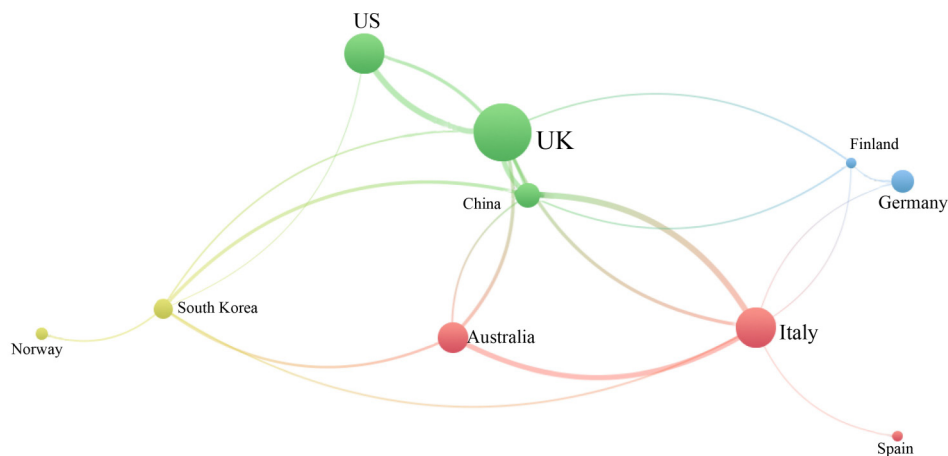 US
UK
Finland
Germany
China
South Korea
Norway
Australia
Italy
Spain